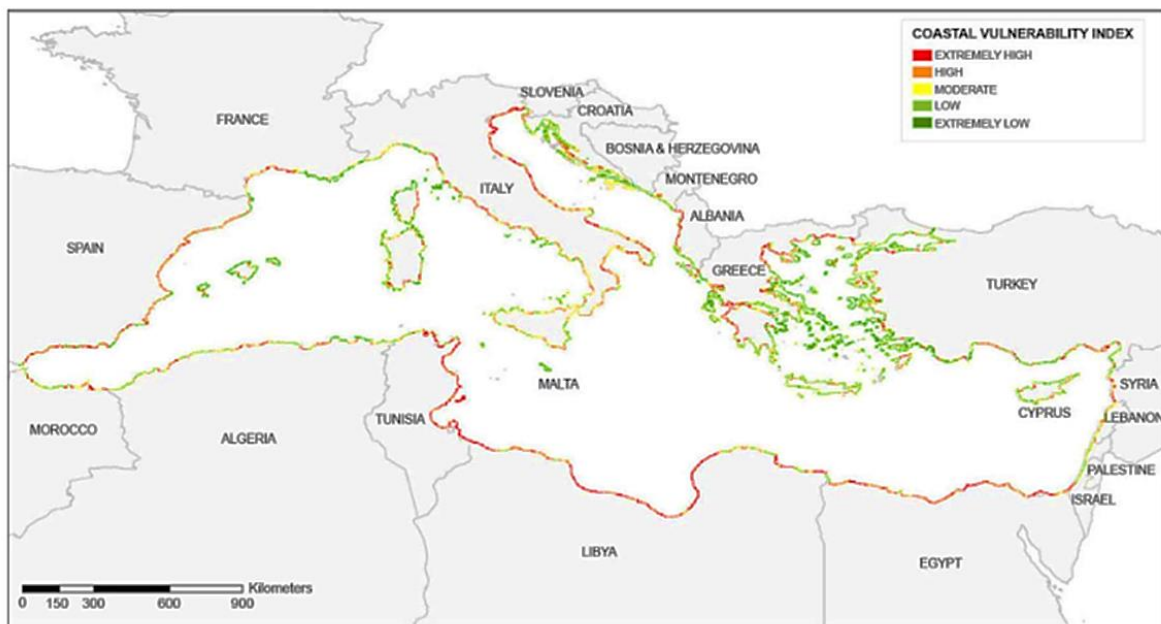 COASTAL VULNERABILITY INDEX
EXTREMELY HIGH
HIGH
MODERATE
LOW
EXTREMELY LOW
SLOVENIA
CROATIA
FRANCE
BOSNIA & HERZEGOVINA
MONTENEGRO
ITALY
ALBANIA
SPAIN
GREECE
TURKEY
MALTA
SYRIA
CYPRUS
LEBANON
TUNISIA
MOROCCO
ALGERIA
PALESTINE
ISRAEL
LIBYA
EGYPT
Kilometers
0 150 300 600 900